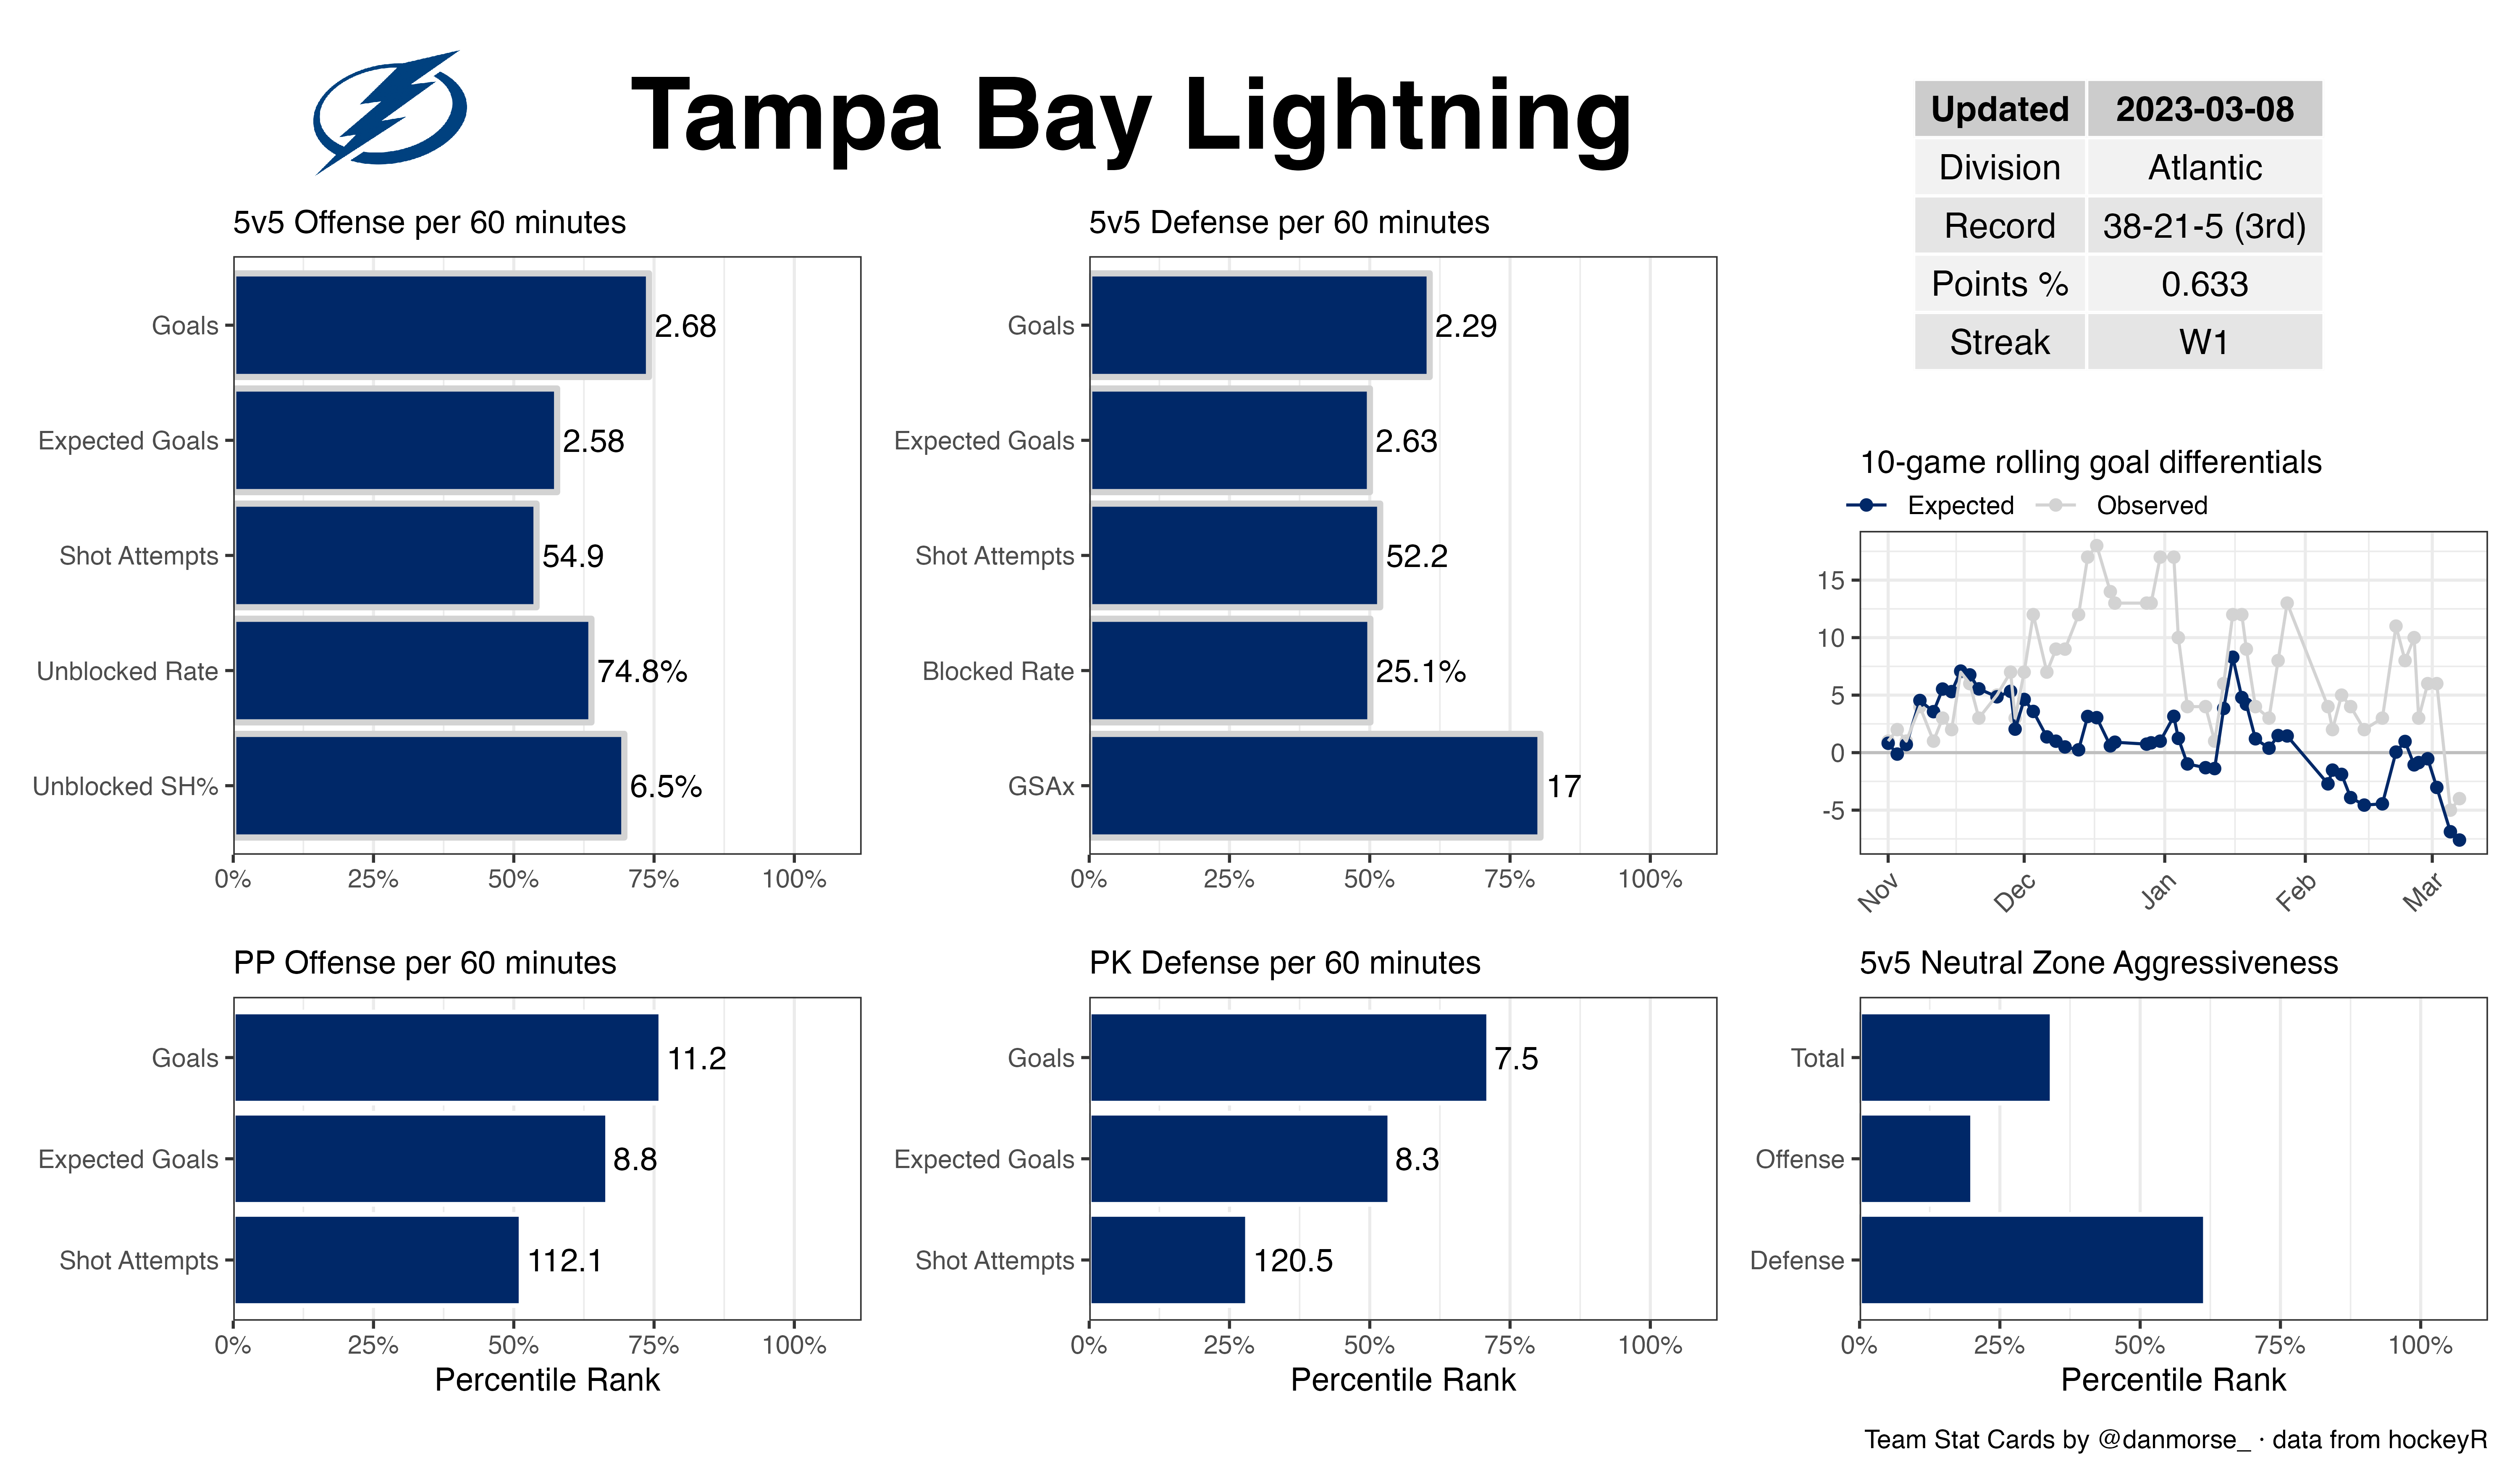 Tampa Bay Lightning
Updated 2023-03-08
Division Atlantic
Record 38-21-5 (3rd)
Points % 0.633
Streak W1
5v5 Offense per 60 minutes
Goals 2.68
Expected Goals 2.58
Shot Attempts 54.9
Unblocked Rate 74.8%
Unblocked SH% 6.5%
0% 25% 50% 75% 100%
5v5 Defense per 60 minutes
Goals 2.29
Expected Goals 2.63
Shot Attempts 52.2
Blocked Rate 25.1%
GSAx 17
0% 25% 50% 75% 100%
10-game rolling goal differentials
Expected Observed
15
10
5
0
-5
Nov Dec Jan Feb Mar
PP Offense per 60 minutes
Goals 11.2
Expected Goals 8.8
Shot Attempts 112.1
0% 25% 50% 75% 100%
Percentile Rank
PK Defense per 60 minutes
Goals 7.5
Expected Goals 8.3
Shot Attempts 120.5
0% 25% 50% 75% 100%
Percentile Rank
5v5 Neutral Zone Aggressiveness
Total
Offense
Defense
0% 25% 50% 75% 100%
Percentile Rank
Team Stat Cards by @danmorse_ · data from hockeyR